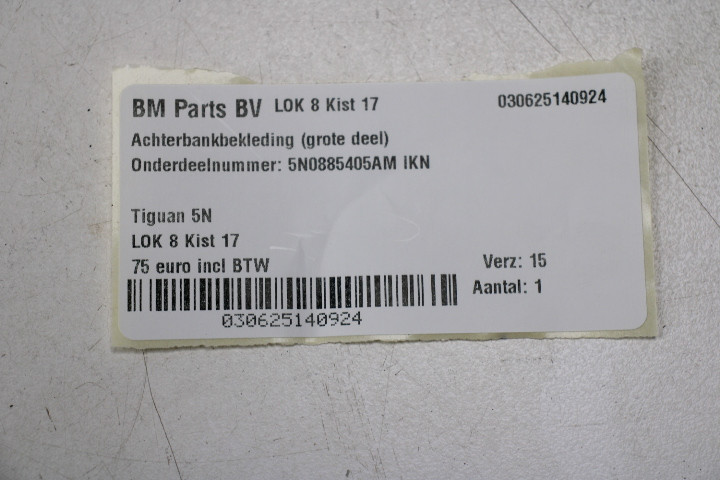 BM Parts BV LOK 8 Kist 17 030625140924
Achterbankbekleding (grote deel)
Onderdeelnummer: 5N0885405AM IKN
Tiguan 5N
LOK 8 Kist 17
75 euro incl BTW Verz: 15
Aantal: 1
030625140924